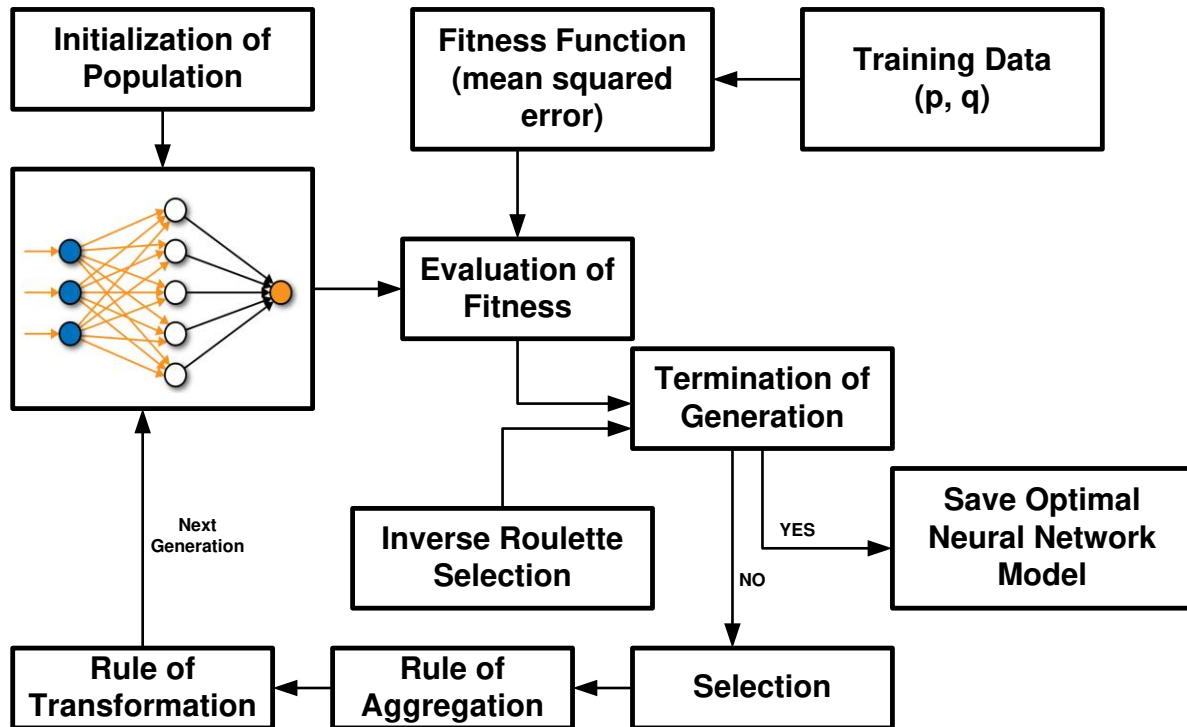 Initialization of
Population
Fitness Function
(mean squared
error)
Training Data
(p, q)
Evaluation of
Fitness
Termination of
Generation
Inverse Roulette
Selection
Save Optimal
Neural Network
Model
YES
NO
Next
Generation
Rule of
Transformation
Rule of
Aggregation
Selection